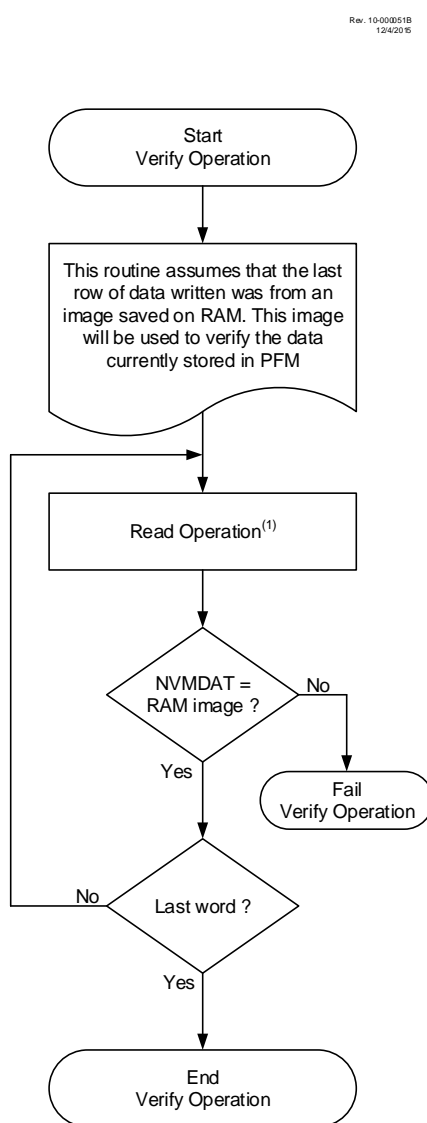 Rev. 10-000051B
12/4/2015
Start
Verify Operation
This routine assumes that the last
row of data written was from an
image saved on RAM. This image
will be used to verify the data
currently stored in PFM
Read Operation(1)
NVMDAT =
RAM image ?
No
Yes
Fail
Verify Operation
No
Last word ?
Yes
End
Verify Operation